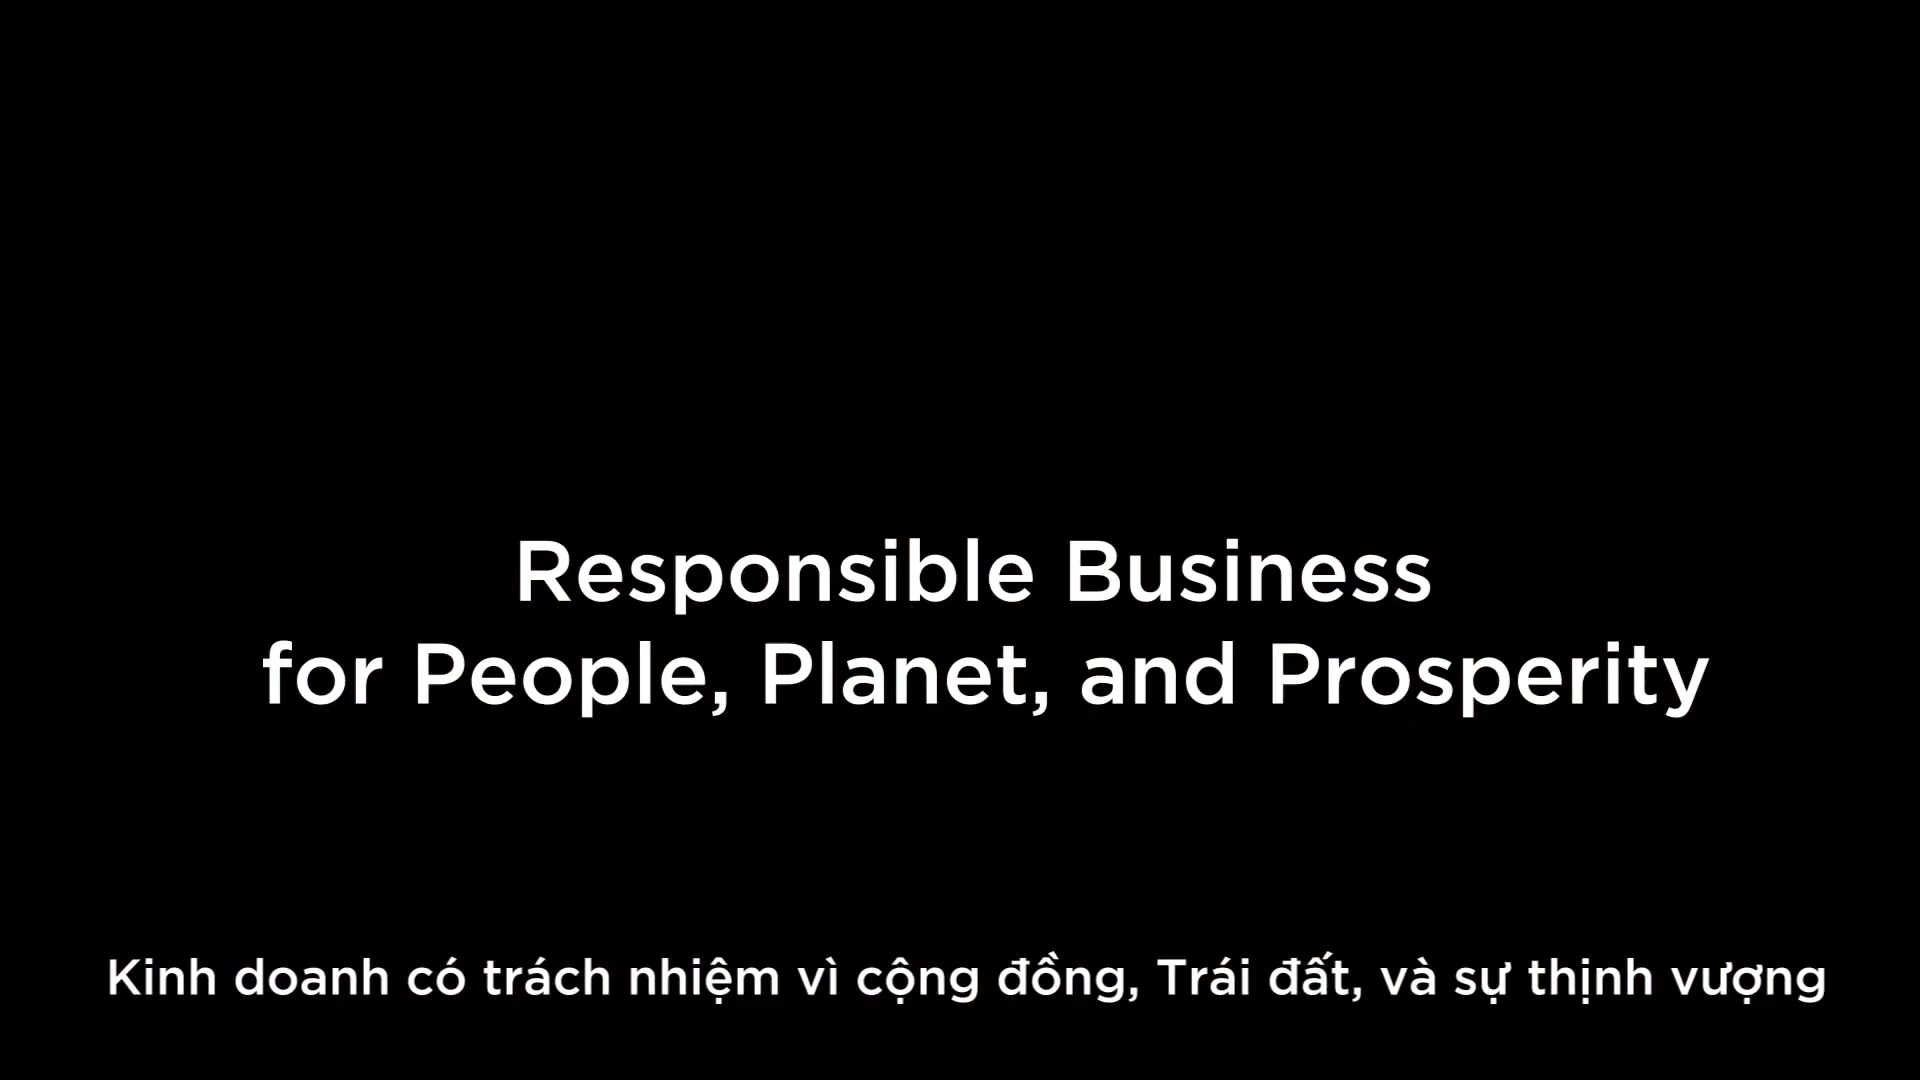 Responsible Business
for People, Planet, and Prosperity
Kinh doanh có trách nhiệm vì cộng đồng, Trái đất, và sự thịnh vượng